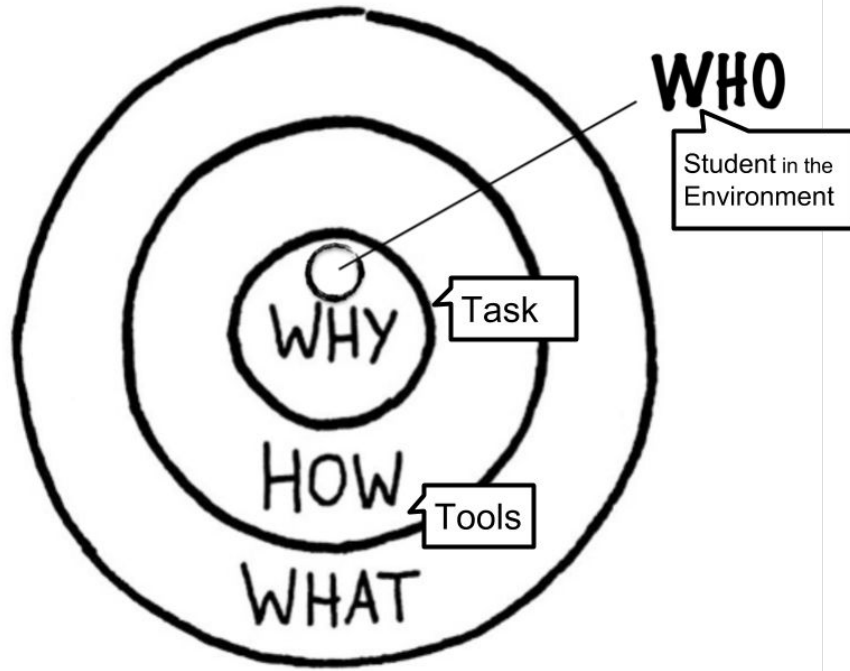 WHO
Student in the
Environment
Task
WHY
HOW
Tools
WHAT